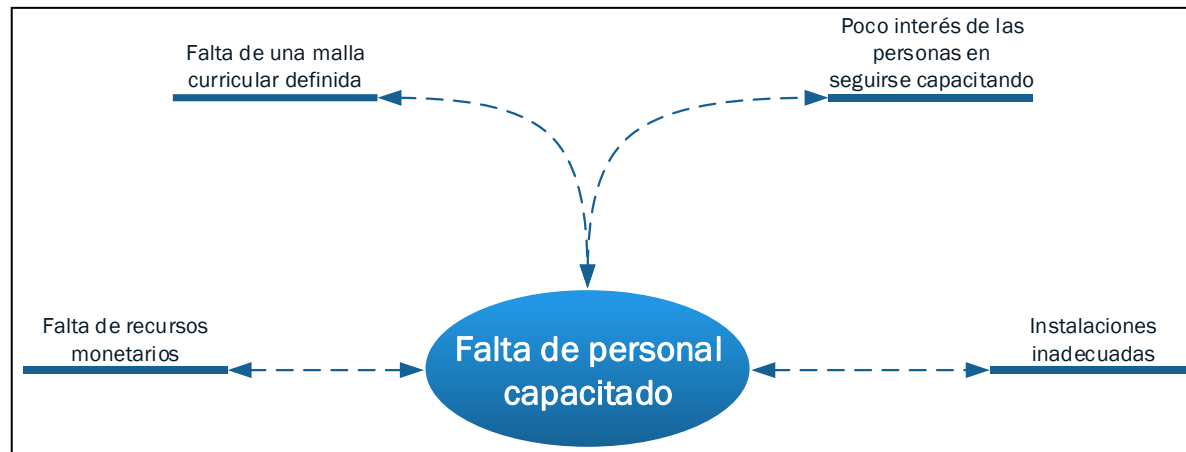 Falta de una malla
curricular definida
Poco interés de las
personas en
seguirse capacitando
Falta de recursos
monetarios
Falta de personal
capacitado
Instalaciones
inadecuadas